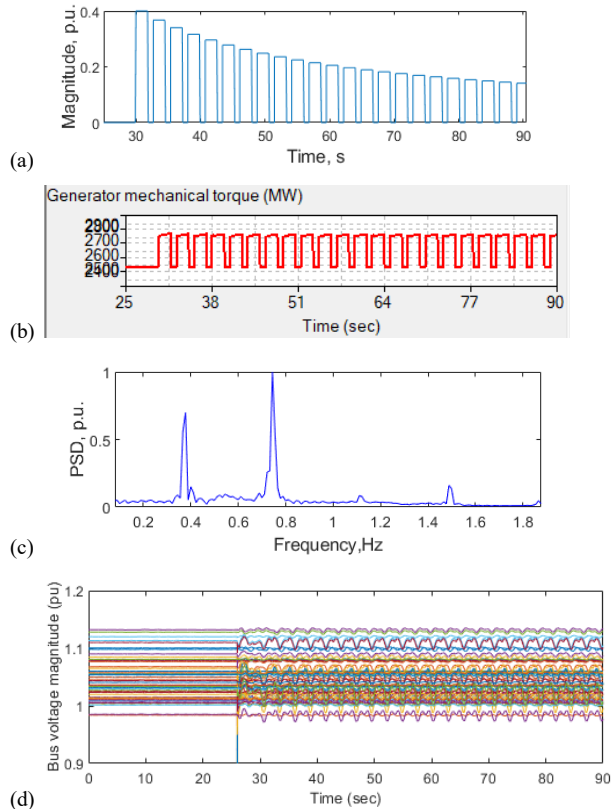 0.4
0.2
0
Magnitude, p.u.
30 40 50 60 70 80 90
Time, s
(a)
Generator mechanical torque (MW)
2900
2800
2700
2600
2500
2400
25 38 51 64 77 90
Time (sec)
(b)
1
0.5
0
PSD, p.u.
0.2 0.4 0.6 0.8 1 1.2 1.4 1.6 1.8
Frequency,Hz
(c)
1.2
1.1
1
0.9
Bus voltage magnitude (pu)
0 10 20 30 40 50 60 70 80 90
Time (sec)
(d)